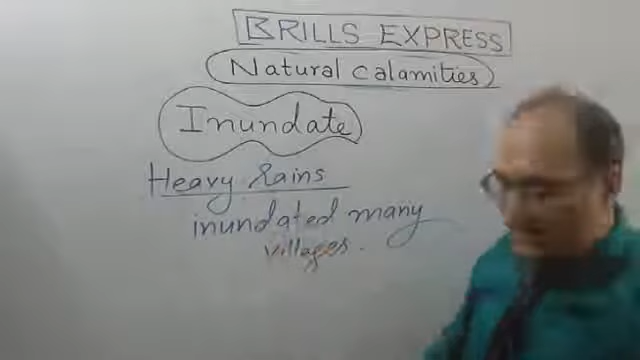 BRILLS EXPRESS
Natural Calamities
Inundate
Heavy Rains
inundated many
villages.